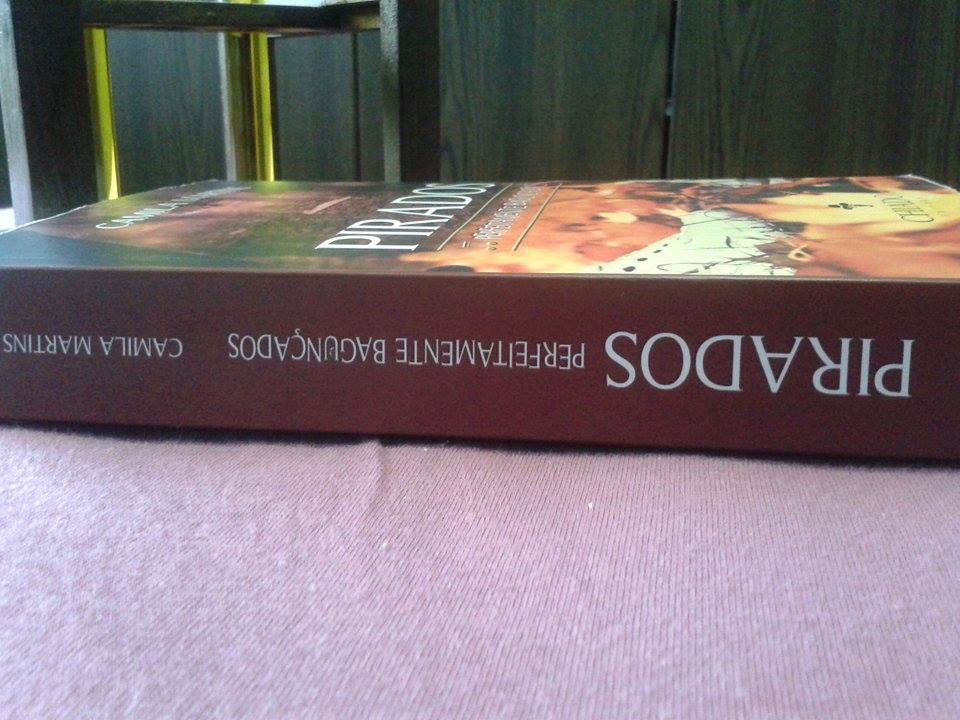 PIRADOS
PERFEITAMENTE BAGUNÇADOS
CAMILA MARTINS
PIRADOS